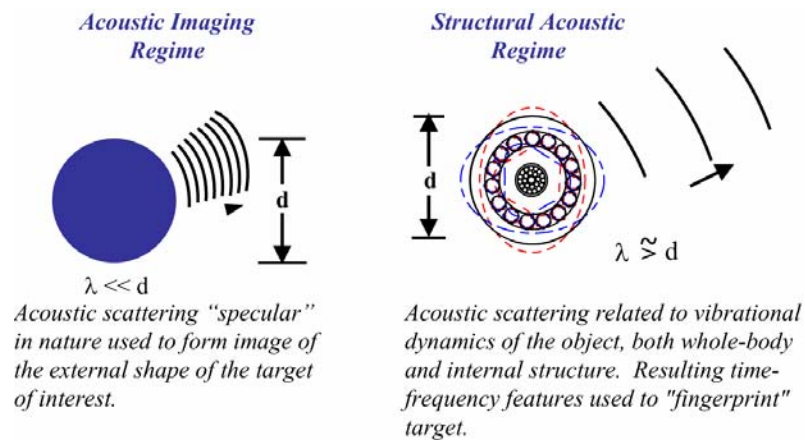 Acoustic Imaging
Regime
d
λ << d
Acoustic scattering “specular”
in nature used to form image of
the external shape of the target
of interest.
Structural Acoustic
Regime
d
λ ≳ d
Acoustic scattering related to vibrational
dynamics of the object, both whole-body
and internal structure.  Resulting time-
frequency features used to "fingerprint"
target.